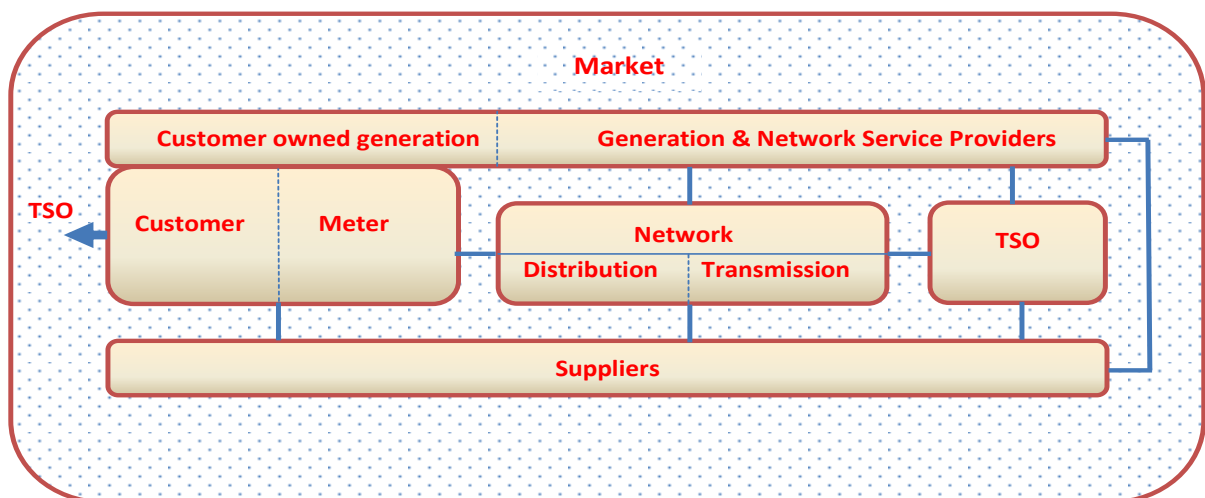 Market
Customer owned generation
Generation & Network Service Providers
TSO
Customer
Meter
Network
Distribution
Transmission
TSO
Suppliers